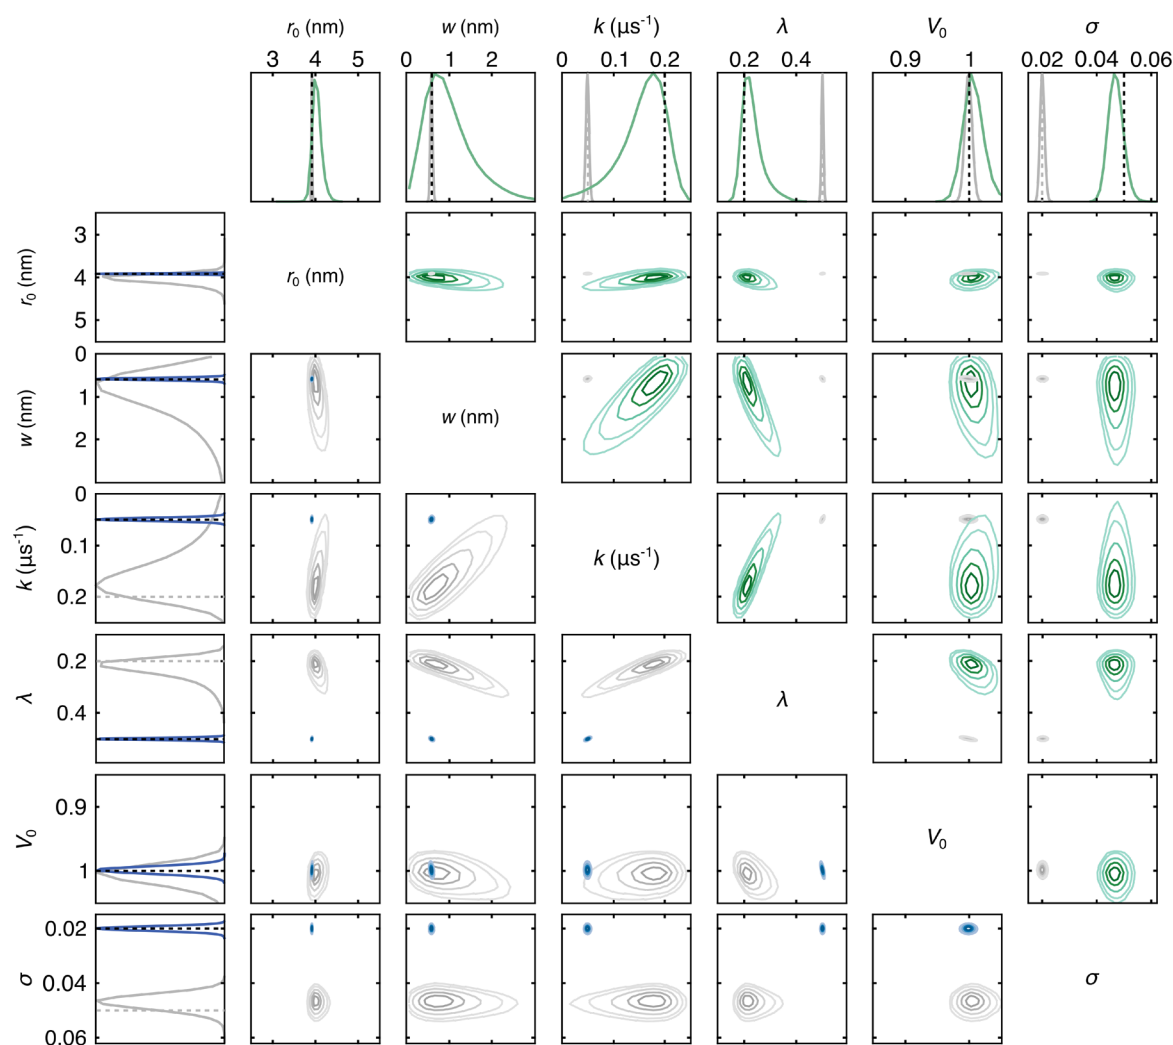 r₀ (nm) w (nm) k (µs⁻¹) λ V₀ σ
3 4 5 0 1 2 0 0.1 0.2 0.2 0.4 0.9 1 0.02 0.04 0.06
r₀ (nm) 3 4 5 r₀ (nm)
w (nm) 0 1 2 w (nm)
k (µs⁻¹) 0 0.1 0.2 k (µs⁻¹)
λ 0.2 0.4 λ
V₀ 0.9 1 V₀
σ 0.02 0.04 0.06 σ